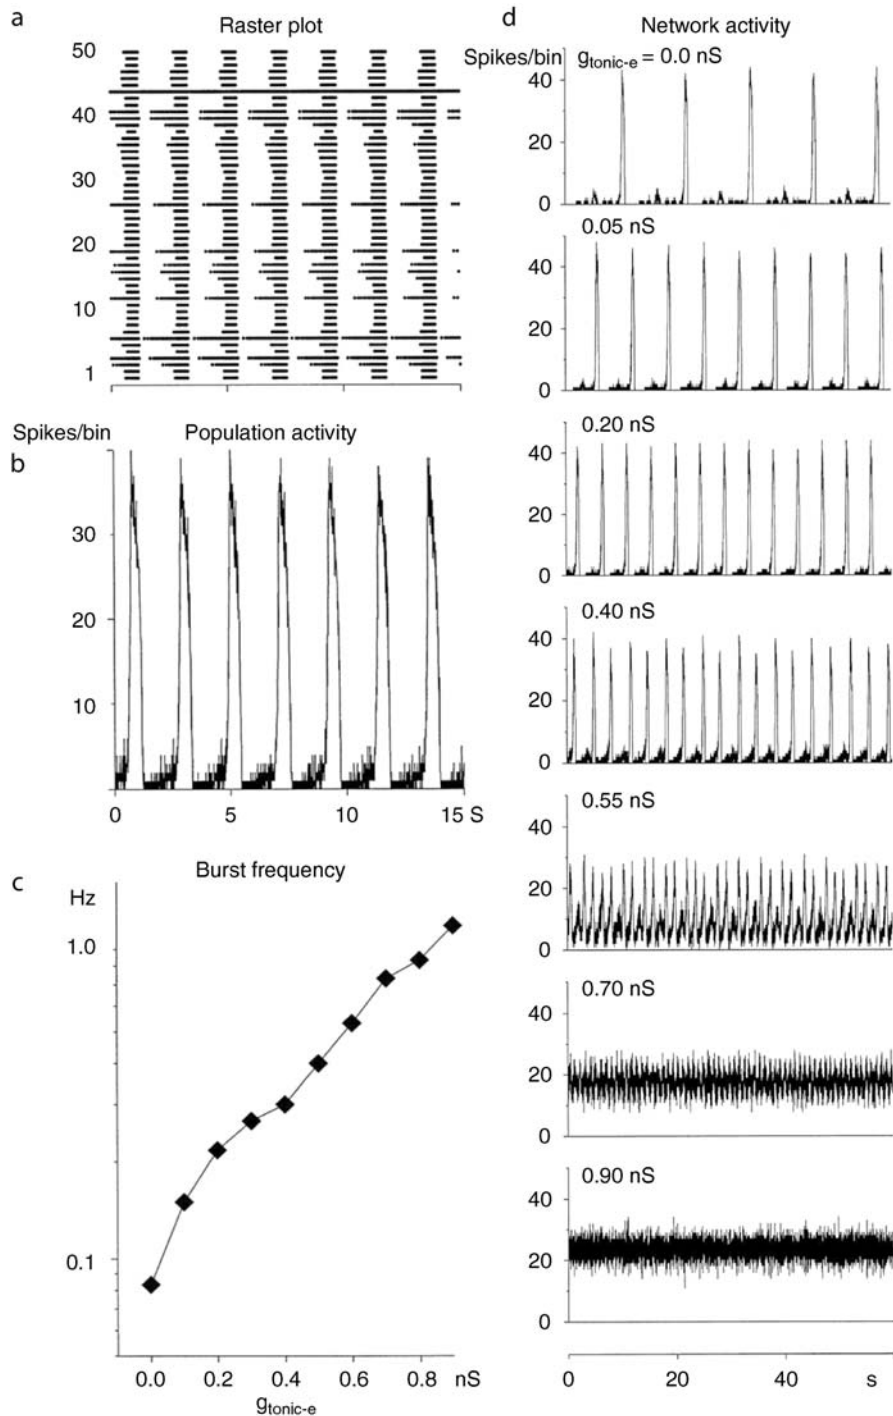 a
Raster plot
50
40
30
20
10
1
Spikes/bin
Population activity
b
30
20
10
0
5
10
15 S
c
Burst frequency
Hz
1.0
0.1
0.0
0.2
0.4
0.6
0.8
nS
gtonic-e
d
Network activity
Spikes/bin
gtonic-e = 0.0 nS
40
20
0
0.05 nS
40
20
0
0.20 nS
40
20
0
0.40 nS
40
20
0
0.55 nS
40
20
0
0.70 nS
40
20
0
0.90 nS
40
20
0
0
20
40
s